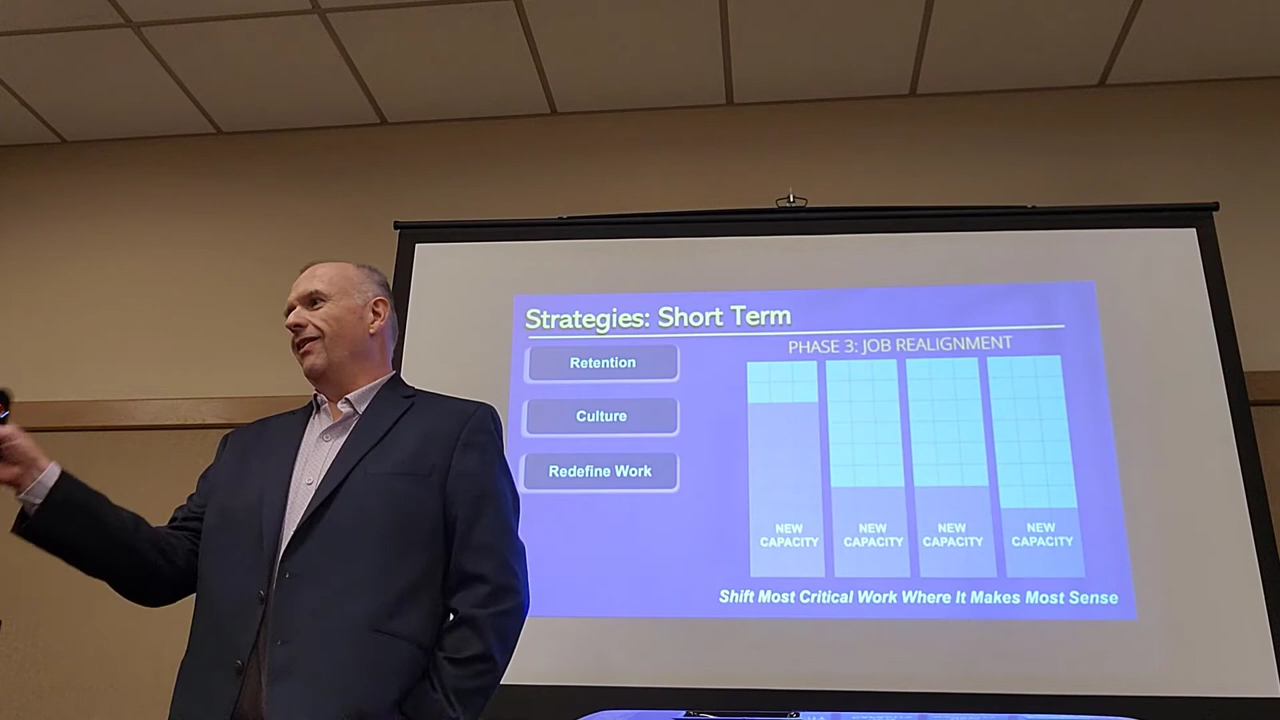 Strategies: Short Term
Retention
Culture
Redefine Work
PHASE 3: JOB REALIGNMENT
NEW
CAPACITY
NEW
CAPACITY
NEW
CAPACITY
NEW
CAPACITY
Shift Most Critical Work Where It Makes Most Sense